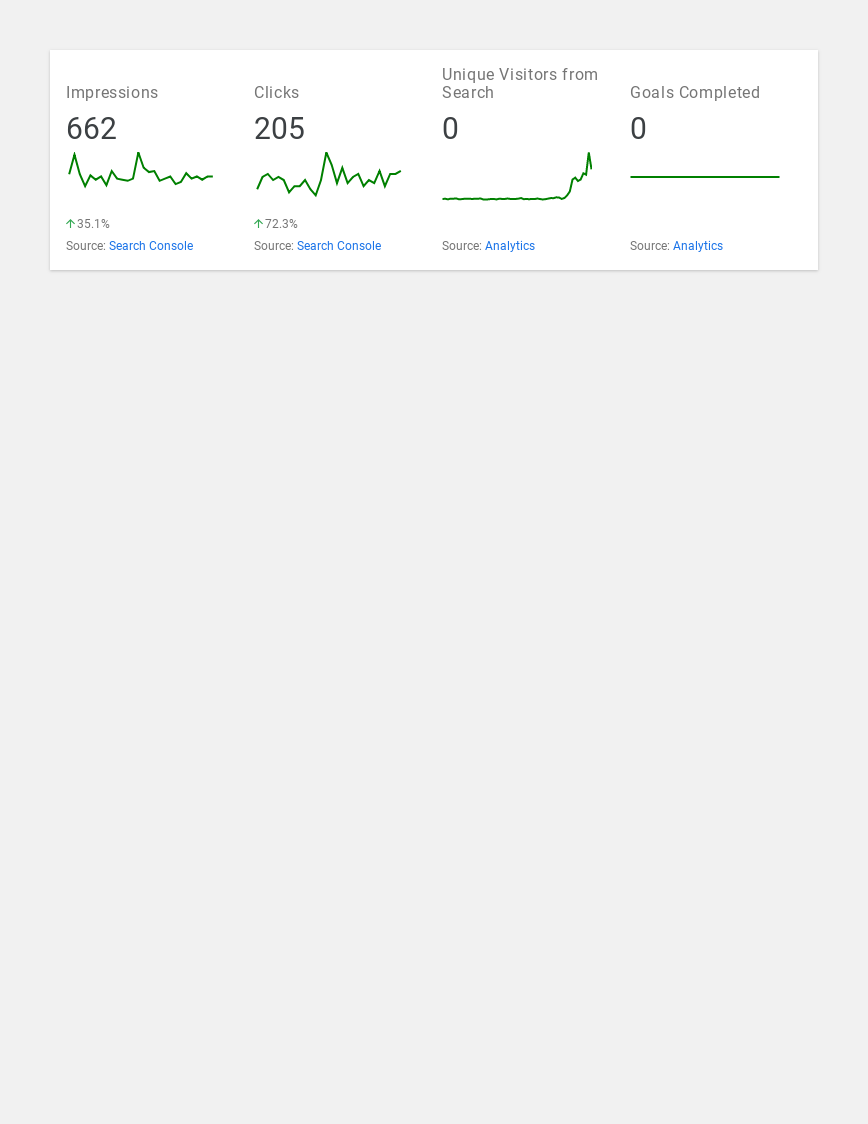 Impressions
662
↑35.1%
Source: Search Console
Clicks
205
↑72.3%
Source: Search Console
Unique Visitors from
Search
0
Source: Analytics
Goals Completed
0
Source: Analytics